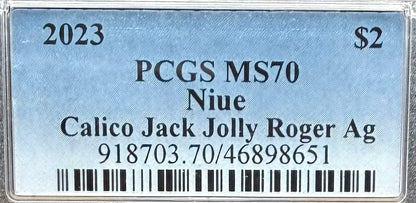 2023 $2
PCGS MS70
Niue
Calico Jack Jolly Roger Ag
918703.70/46898651